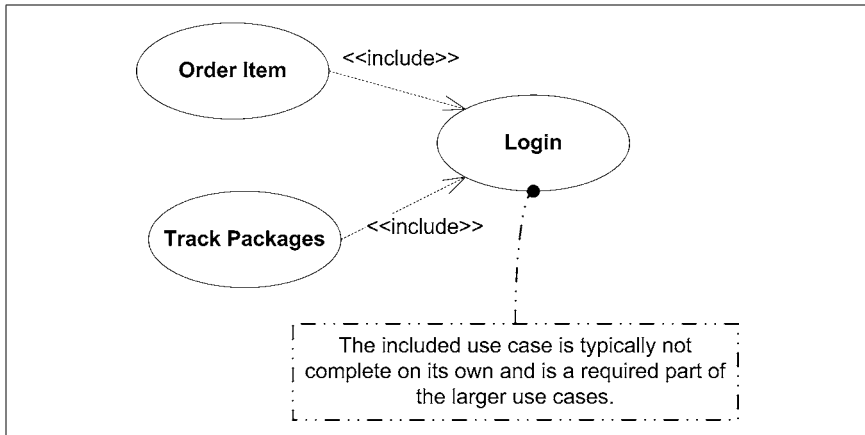 Order Item
<<include>>
Login
Track Packages
<<include>>
The included use case is typically not
complete on its own and is a required part of
the larger use cases.